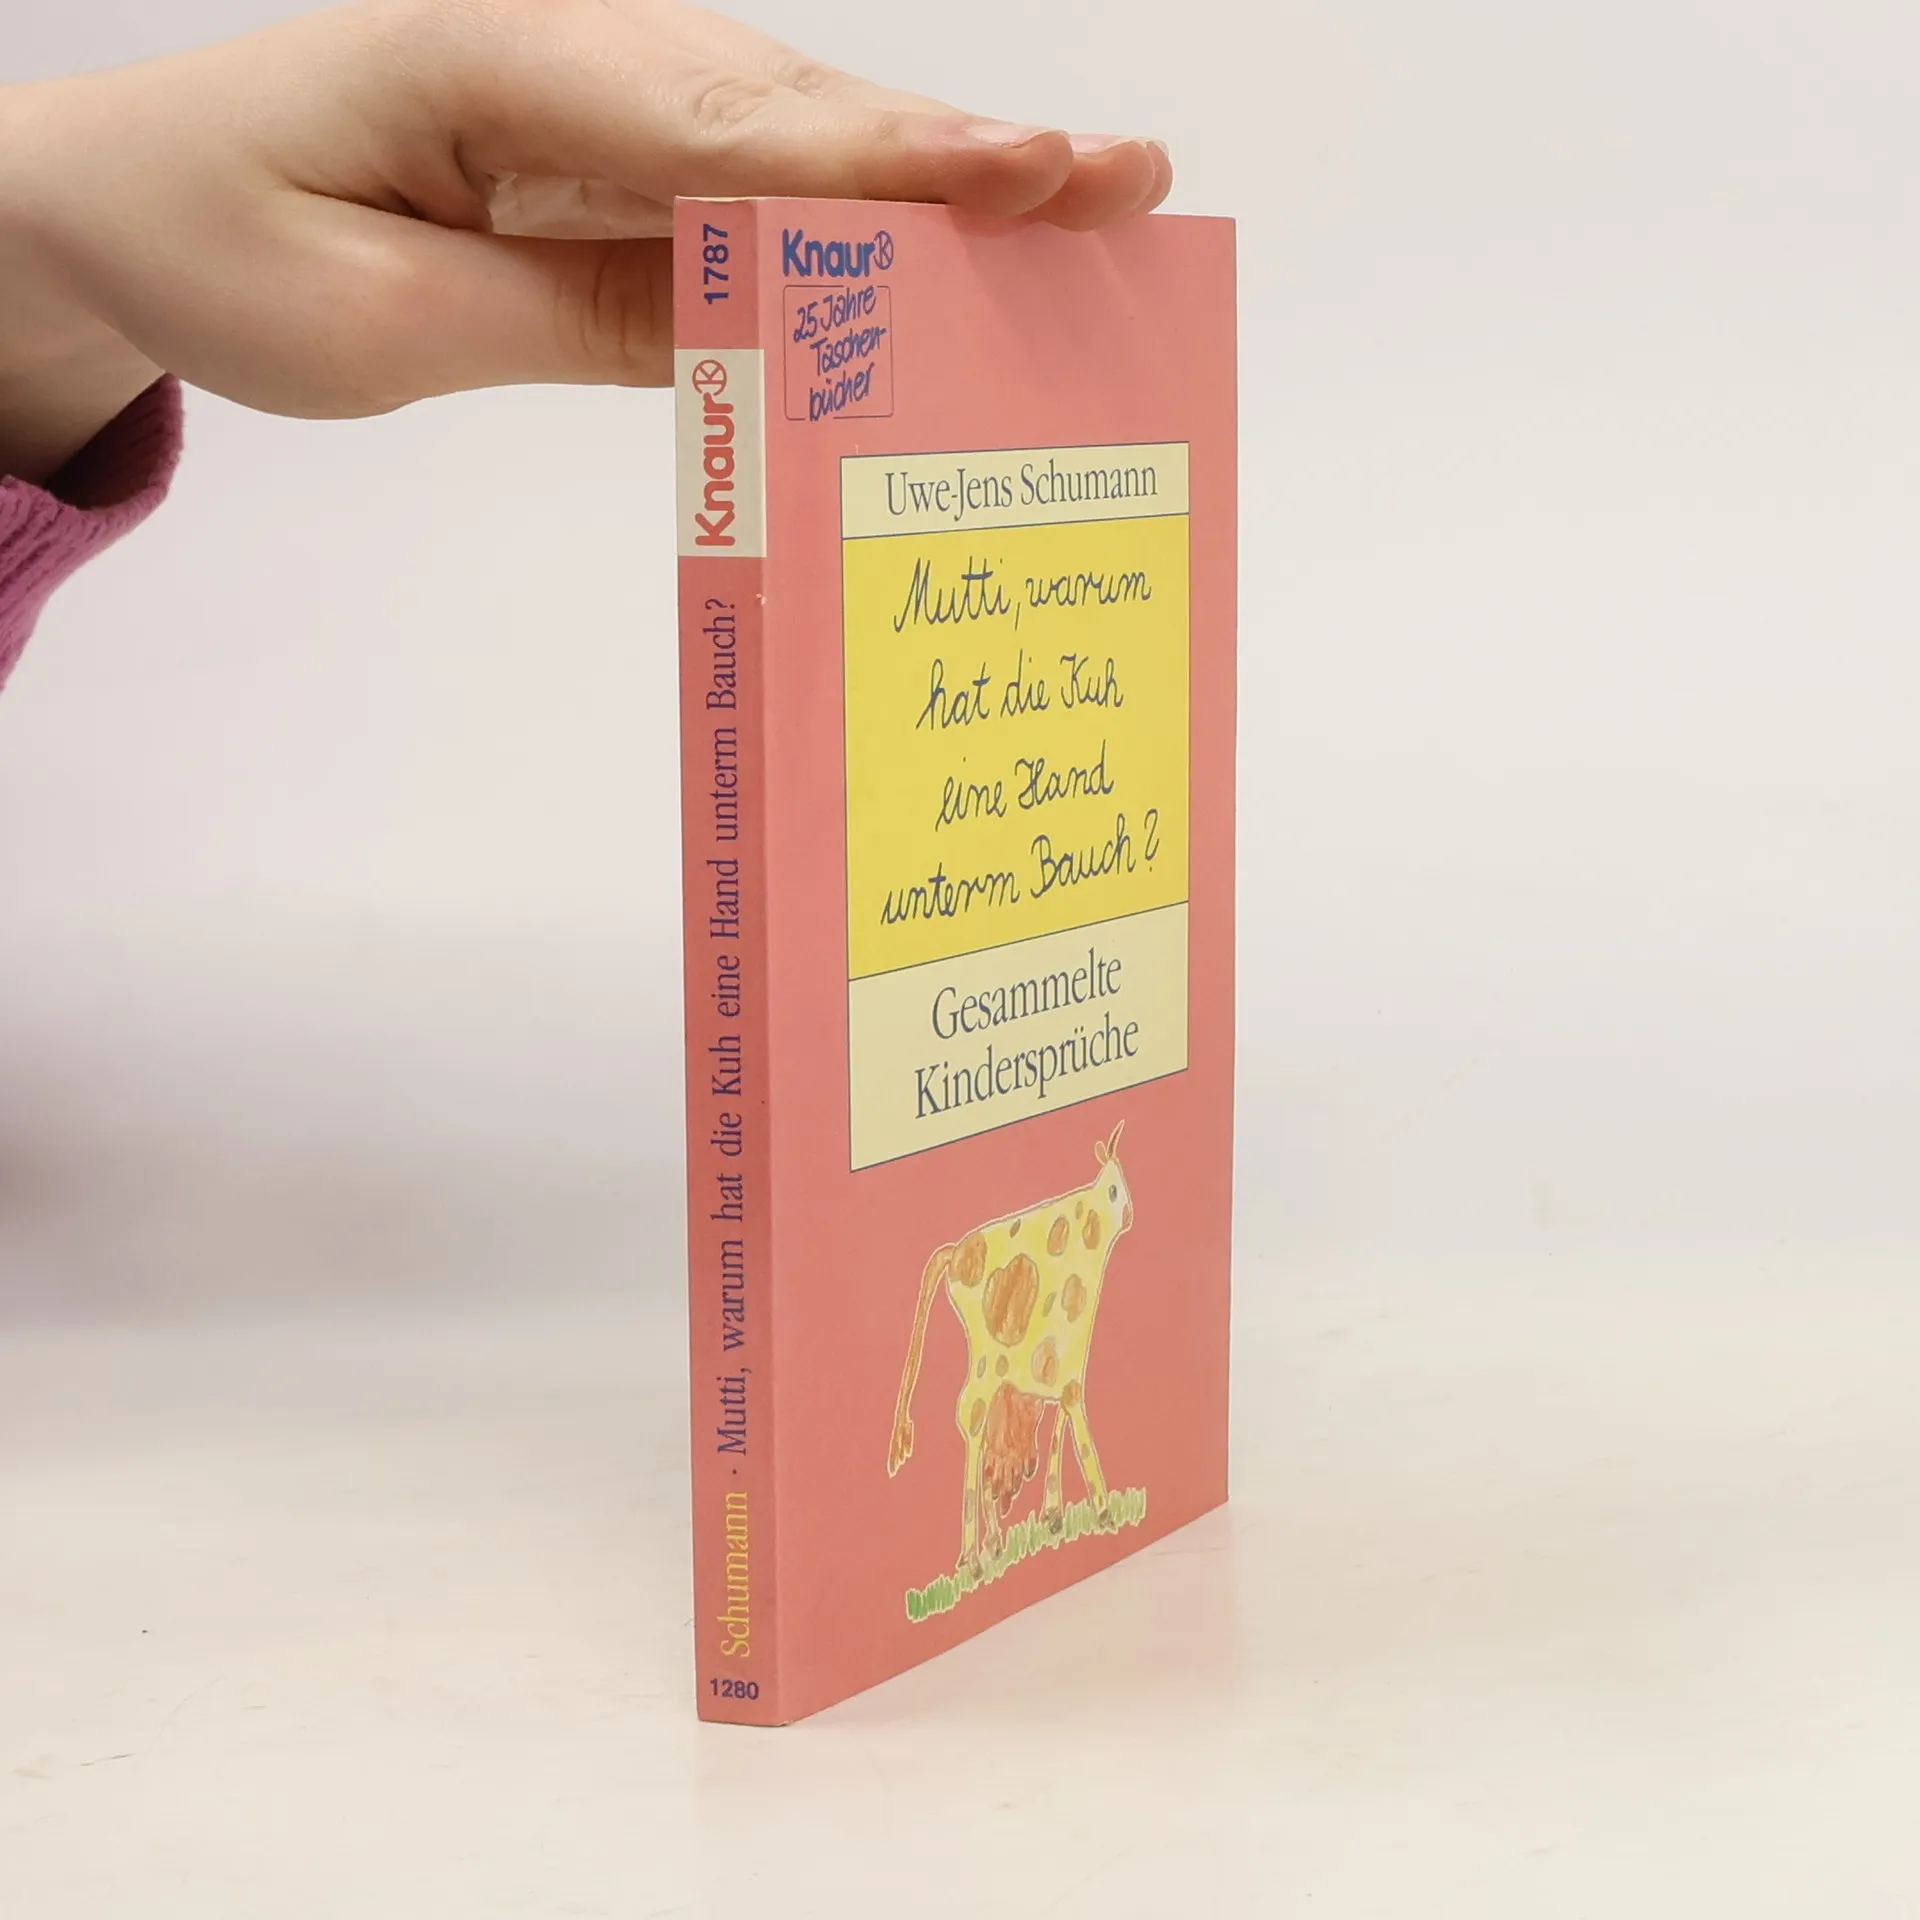 1787
Knaur
Schumann · Mutti, warum hat die Kuh eine Hand unterm Bauch?
1280
Knaur
25 Jahre
Taschen-
bücher
Uwe-Jens Schumann
Mutti, warum
hat die Kuh
eine Hand
unterm Bauch?
Gesammelte
Kindersprüche